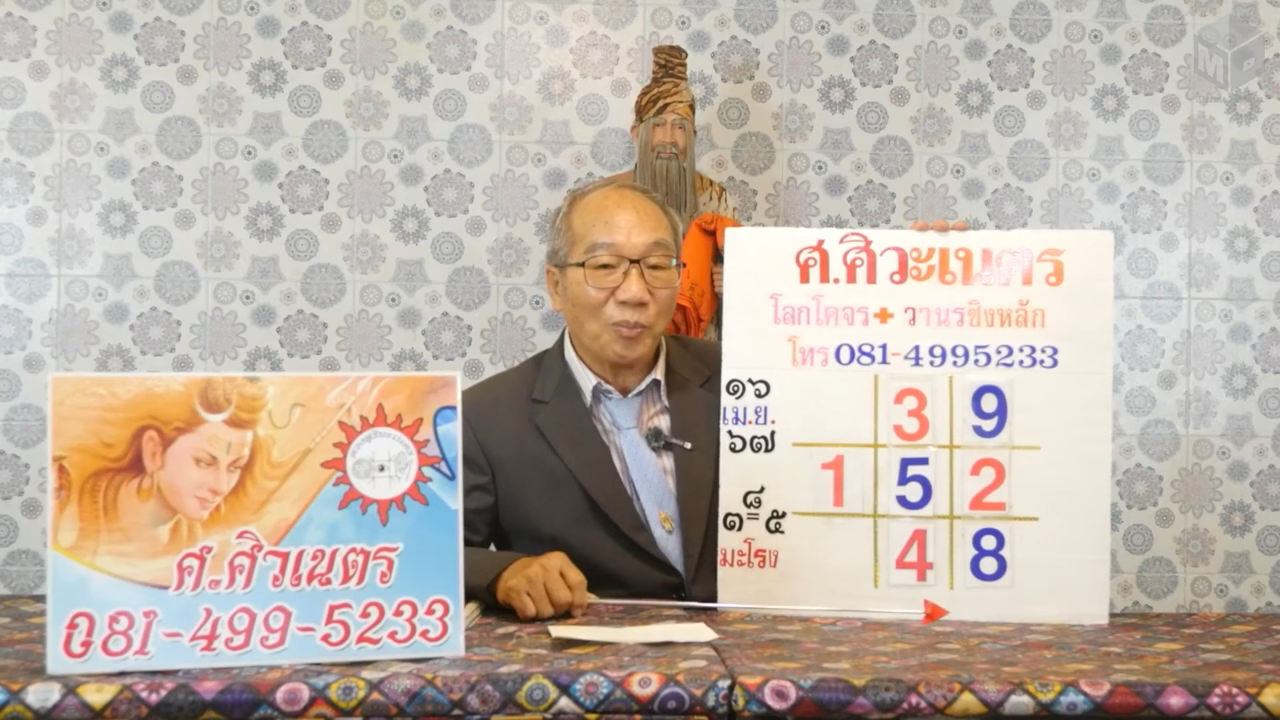 ศ.ศิวเนตร
081-499-5233
ศ.ศิวะเนตร
โลกโคจร+ วานรชิงหลัก
โทร 081-4995233
๑๖
เม.ย.
๖๗
๘
๓=๕
มะโรง
3 9
1 5 2
4 8